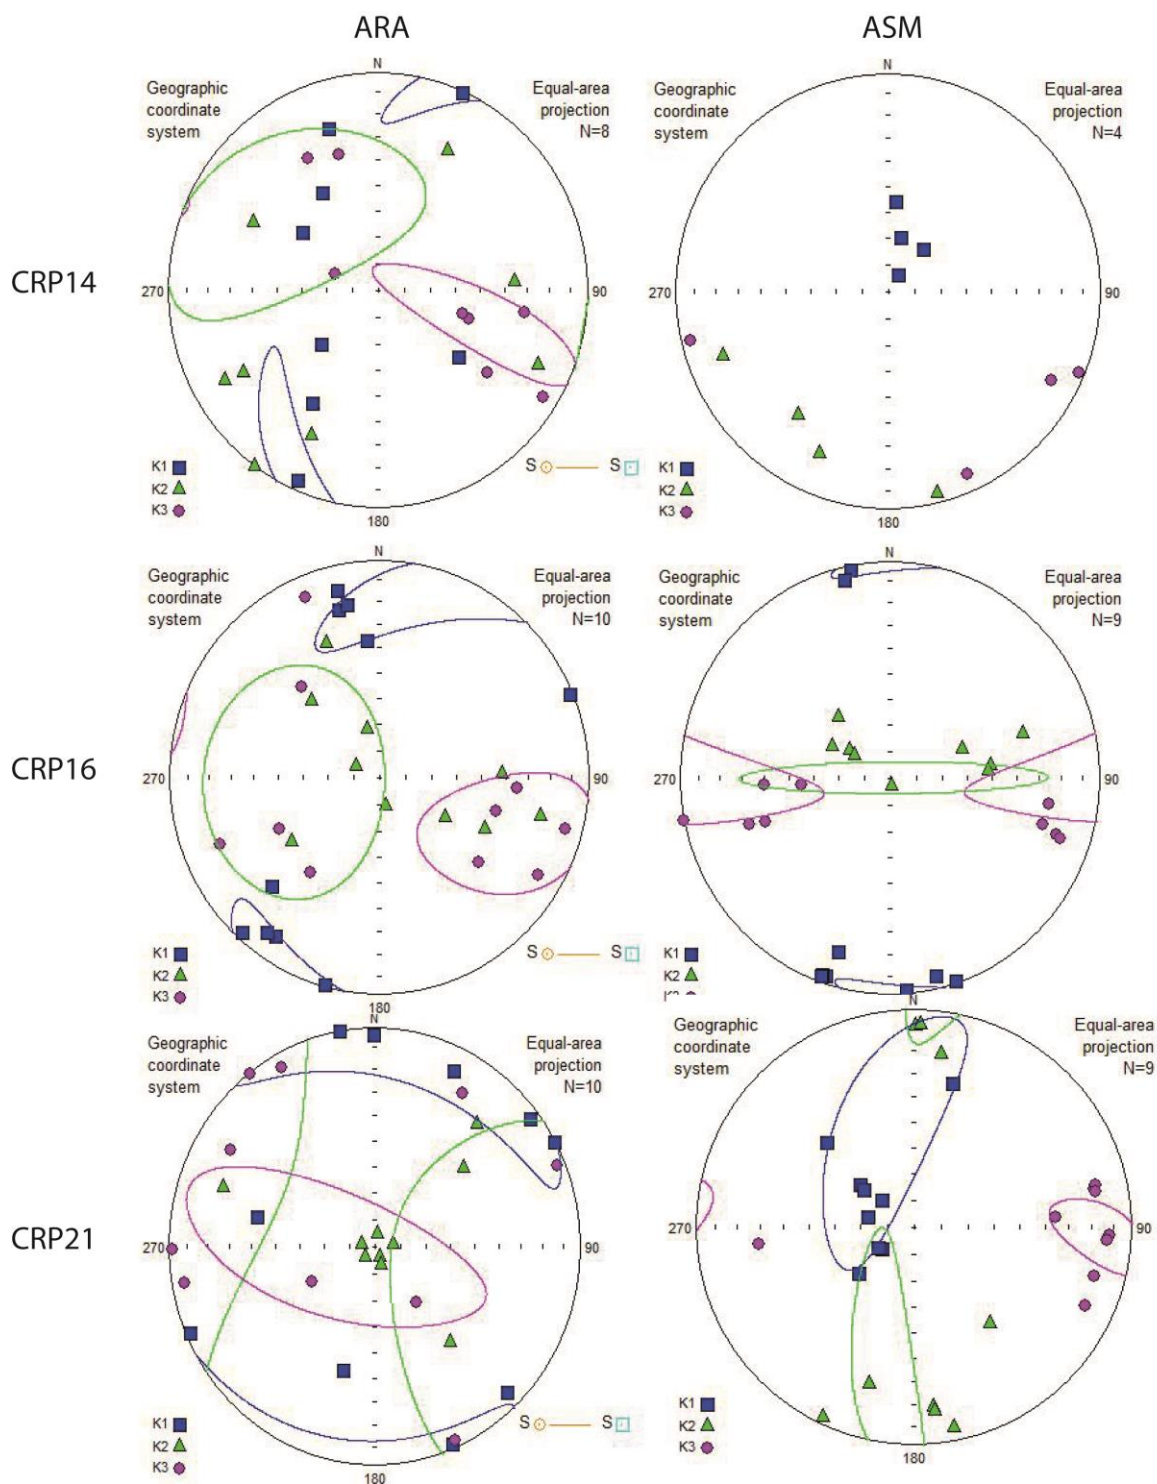 ARA
ASM
CRP14
Geographic
coordinate
system
N
Equal-area
projection
N=8
270
90
180
K1
K2
K3
S S
Geographic
coordinate
system
N
Equal-area
projection
N=4
270
90
180
K1
K2
K3
CRP16
Geographic
coordinate
system
N
Equal-area
projection
N=10
270
90
180
K1
K2
K3
S S
Geographic
coordinate
system
N
Equal-area
projection
N=9
270
90
K1
K2
CRP21
Geographic
coordinate
system
N
Equal-area
projection
N=10
270
90
180
K1
K2
K3
S S
Geographic
coordinate
system
N
Equal-area
projection
N=9
270
90
180
K1
K2
K3